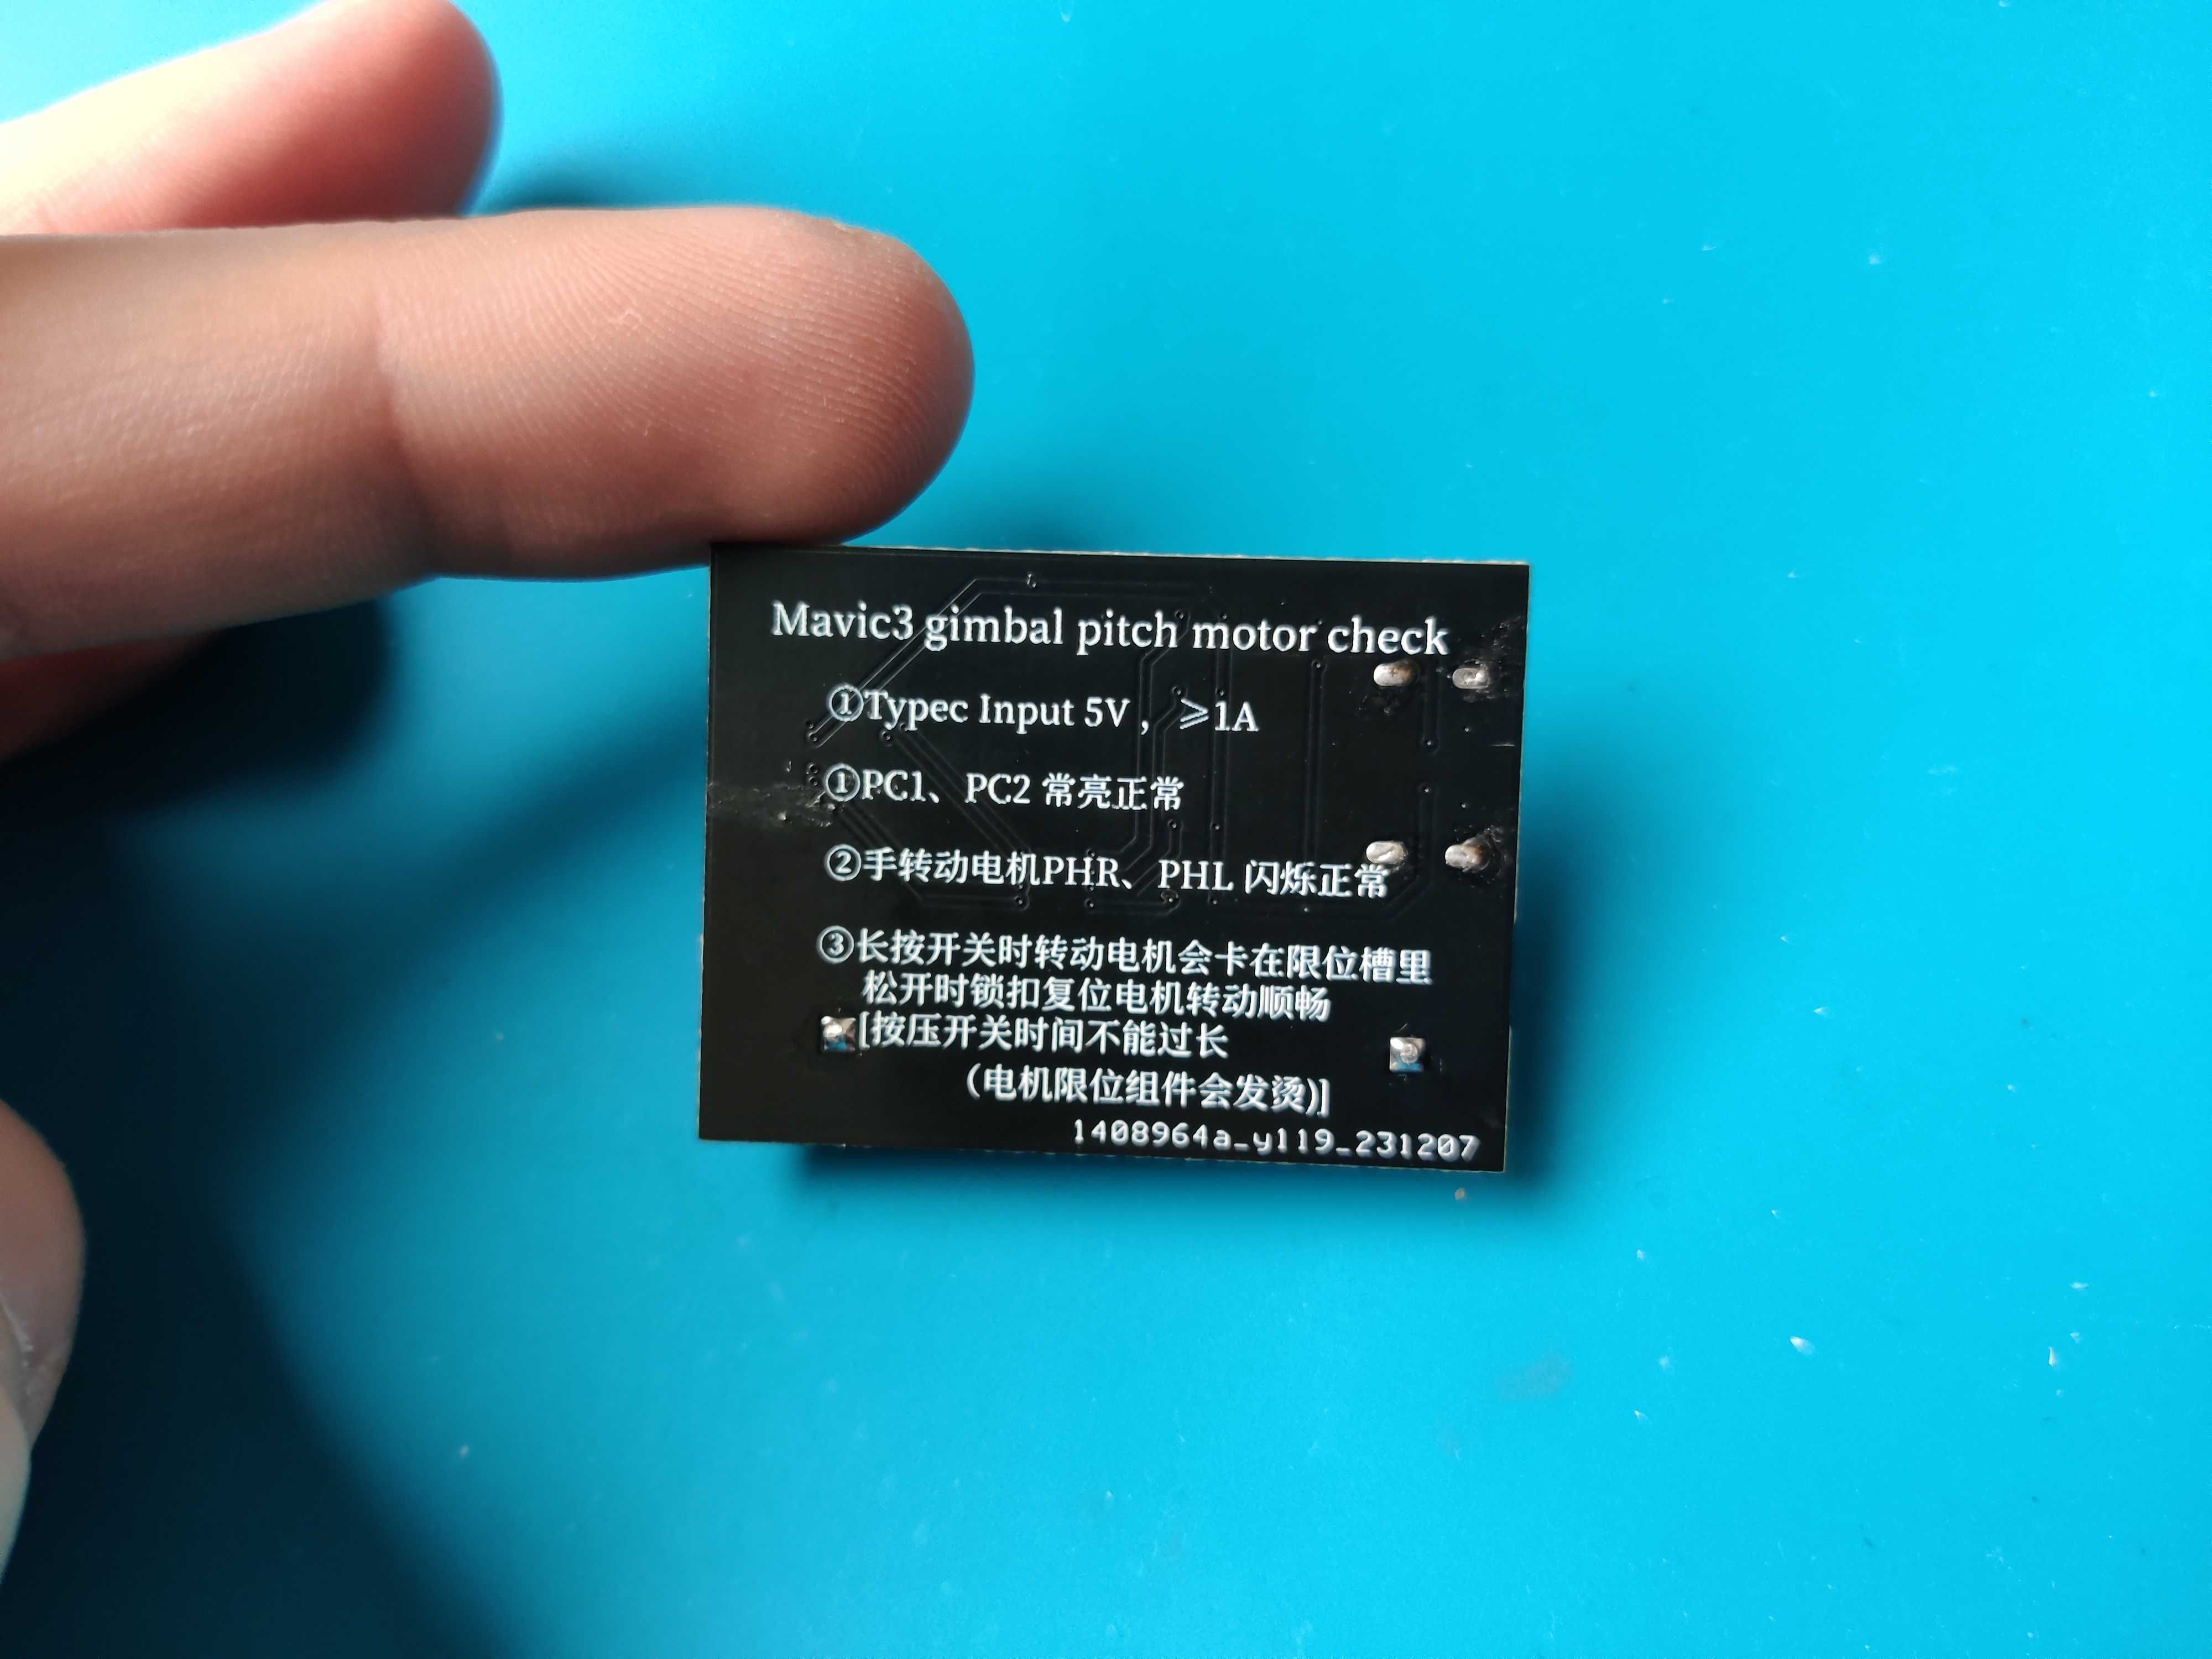 Mavic3 gimbal pitch motor check
①Typec Input 5V，≥1A
①PC1、PC2 常亮正常
②手转动电机PHR、PHL 闪烁正常
③长按开关时转动电机会卡在限位槽里
松开时锁扣复位电机转动顺畅
[按压开关时间不能过长
（电机限位组件会发烫)]
1408964a_y119_231207